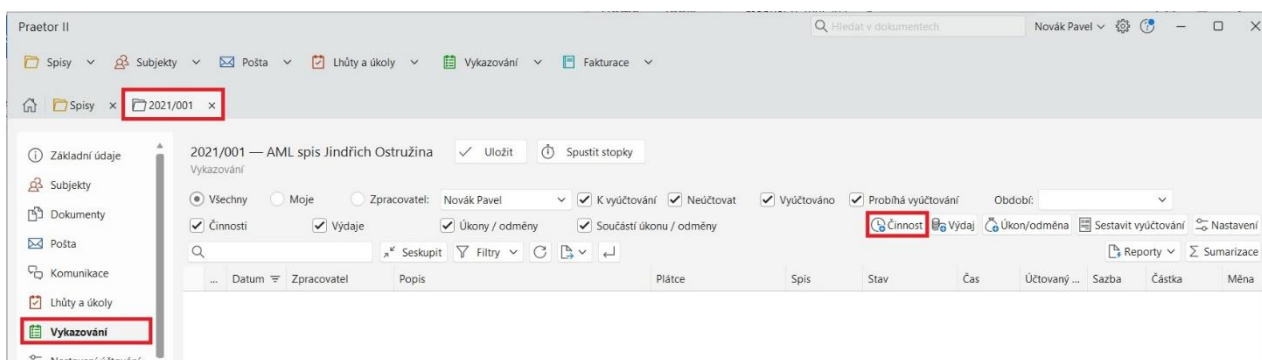 Praetor II
Hledat v dokumentech
Novák Pavel
Spisy Subjekty Pošta Lhůty a úkoly Vykazování Fakturace
Spisy × 2021/001 ×
Základní údaje
Subjekty
Dokumenty
Pošta
Komunikace
Lhůty a úkoly
Vykazování
2021/001 — AML spis Jindřich Ostružina Uložit Spustit stopky
Vykazování
Všechny Moje Zpracovatel: Novák Pavel K vyúčtování Neúčtovat Vyúčtováno Probíhá vyúčtování Období:
Činnosti Výdaje Úkony / odměny Součástí úkonu / odměny Činnost Výdaj Úkon/odměna Sestavit vyúčtování Nastavení
Seskupit Filtry Reporty Sumarizace
... Datum Zpracovatel Popis Plátce Spis Stav Čas Účtovaný ... Sazba Částka Měna